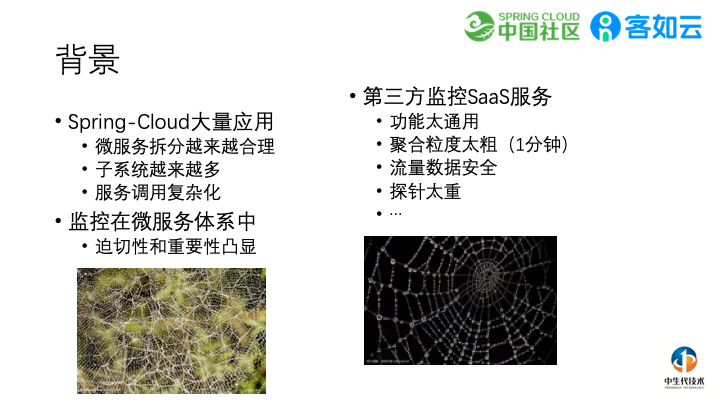 SPRING CLOUD
中国社区
客如云
背景
• Spring-Cloud大量应用
• 微服务拆分越来越合理
• 子系统越来越多
• 服务调用复杂化
• 监控在微服务体系中
• 迫切性和重要性凸显
• 第三方监控SaaS服务
• 功能太通用
• 聚合粒度太粗（1分钟）
• 流量数据安全
• 探针太重
• …
中生代技术